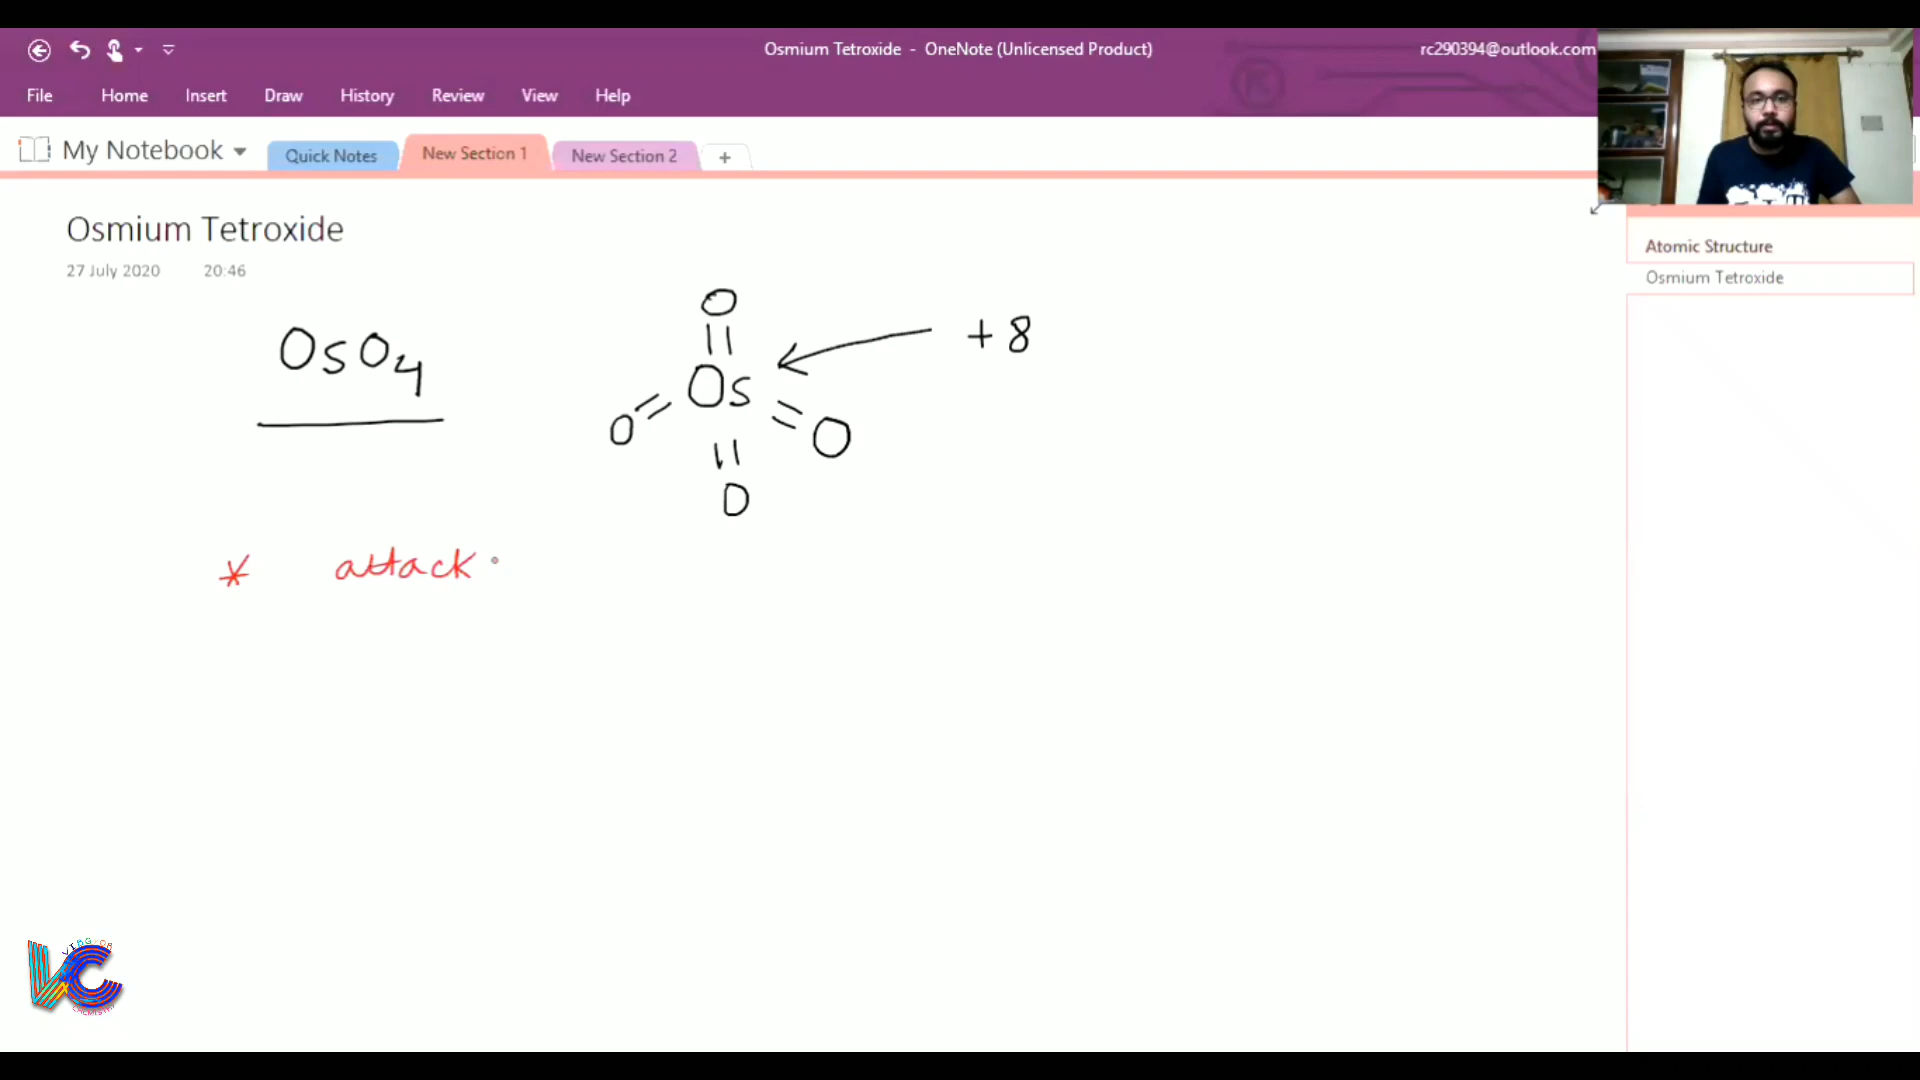 Osmium Tetroxide - OneNote (Unlicensed Product)
rc290394@outlook.com
File Home Insert Draw History Review View Help
My Notebook
Quick Notes
New Section 1
New Section 2
+
Osmium Tetroxide
27 July 2020 20:46
Atomic Structure
Osmium Tetroxide
OsO4
O
Os
O
O
O
+8
* attack
VC